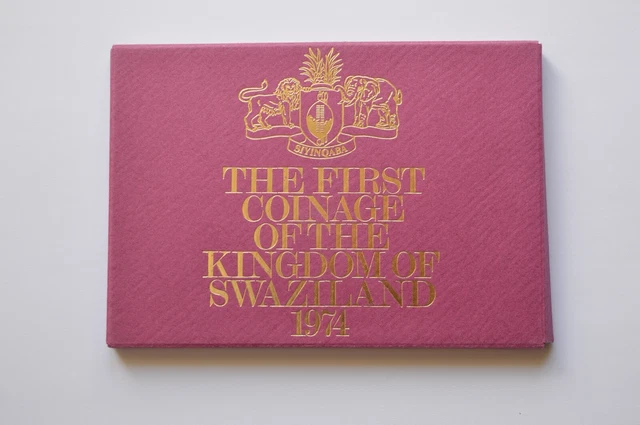 SIYINQABA
THE FIRST
COINAGE
OF THE
KINGDOM OF
SWAZILAND
1974